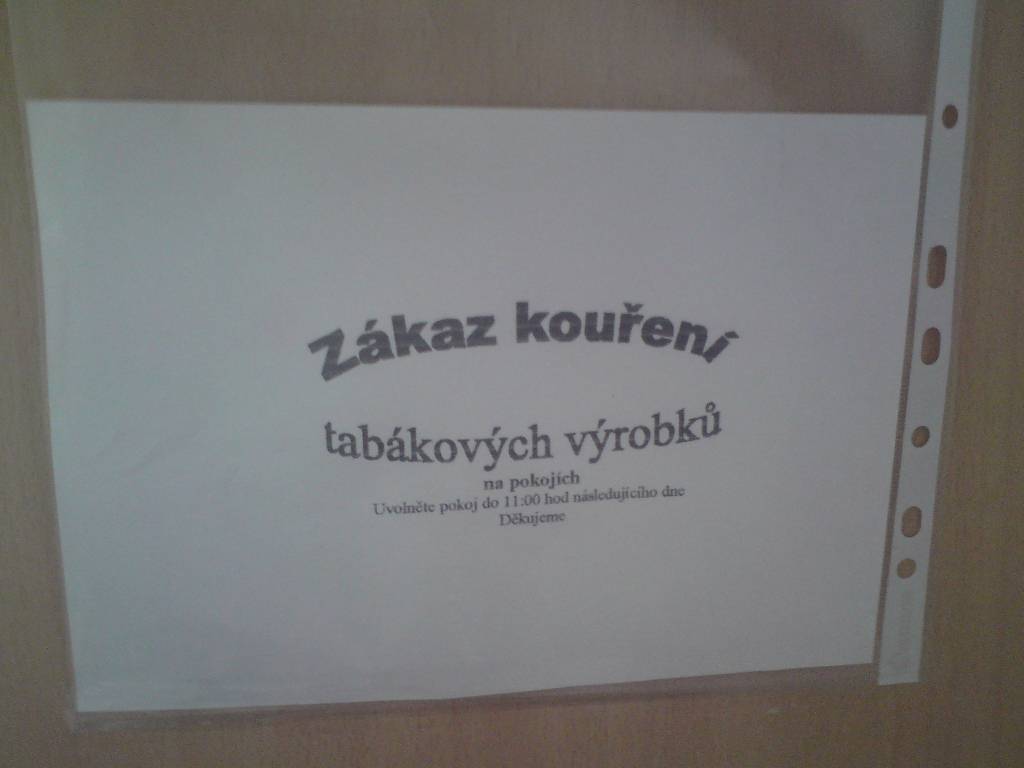 Zákaz kouření
tabákových výrobků
na pokojích
Uvolněte pokoj do 11:00 hod následujícího dne
Děkujeme